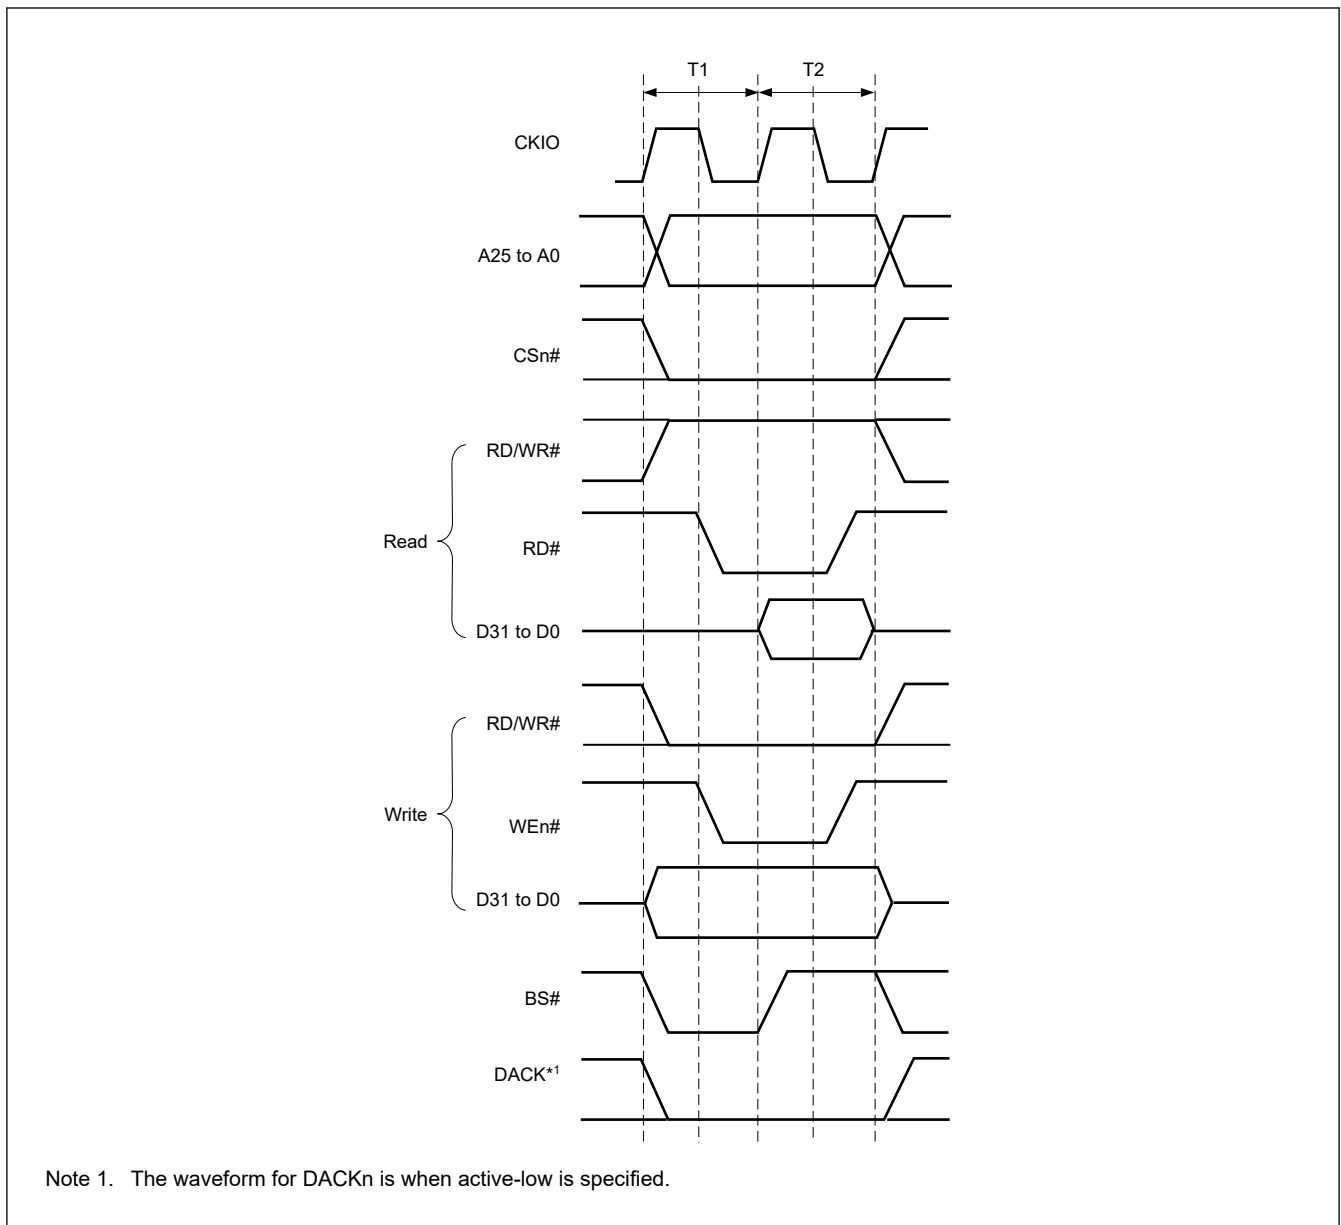 T1 T2
CKIO
A25 to A0
CSn#
RD/WR#
Read
RD#
D31 to D0
RD/WR#
Write
WEn#
D31 to D0
BS#
DACK*1
Note 1. The waveform for DACKn is when active-low is specified.